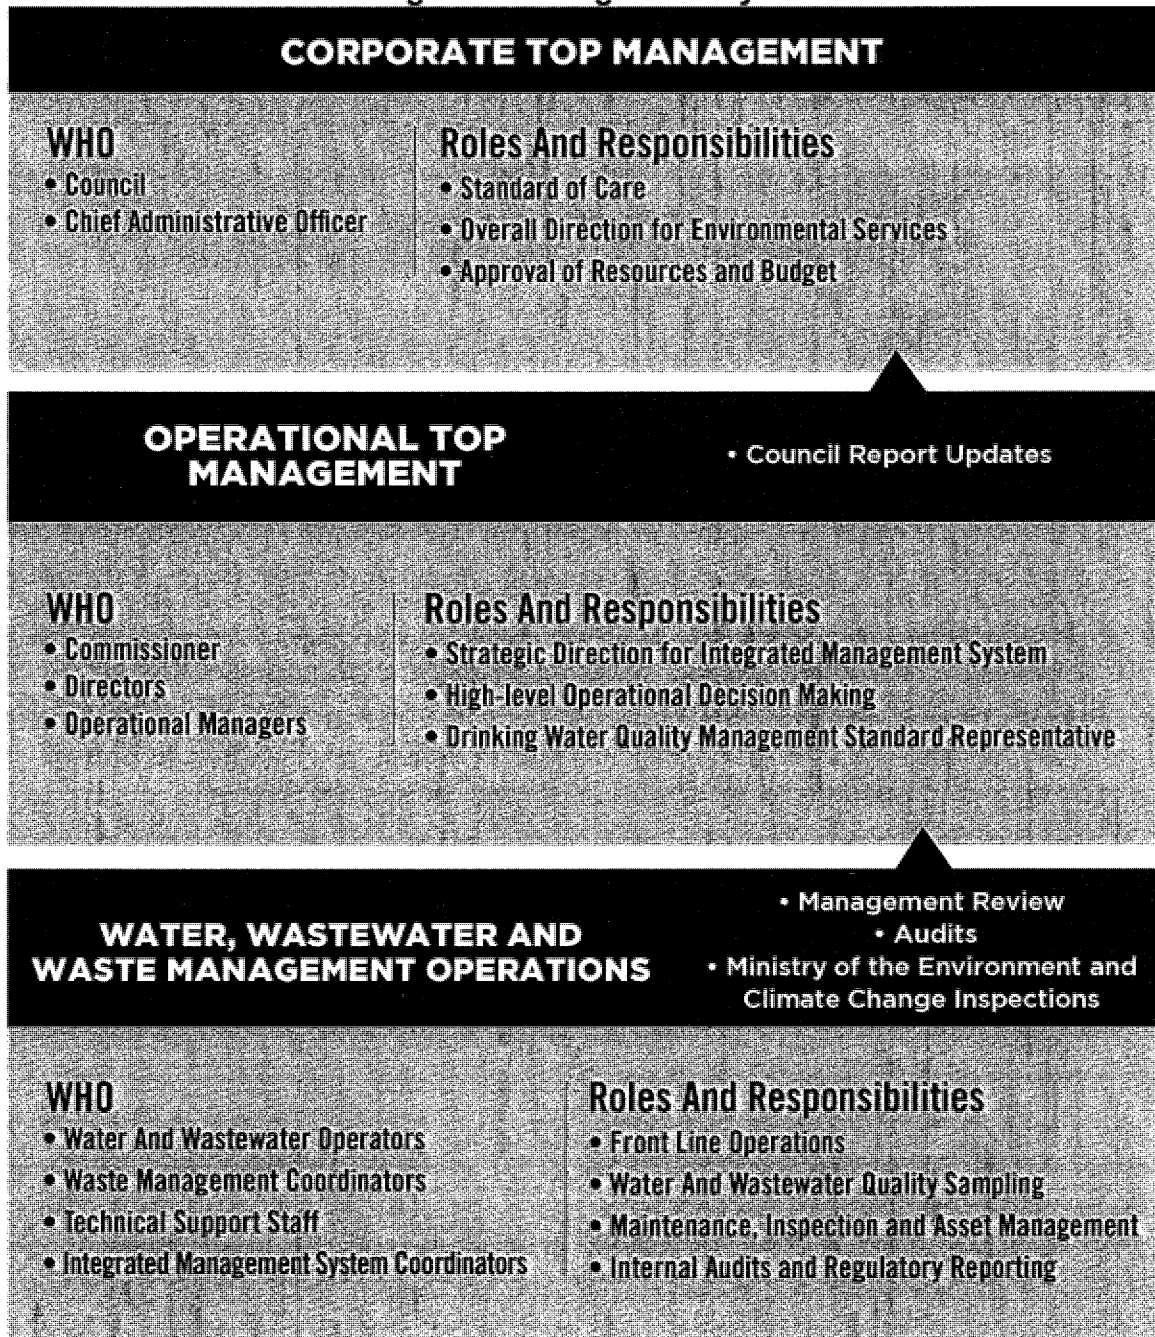 CORPORATE TOP MANAGEMENT
WHO
• Council
• Chief Administrative Officer
Roles And Responsibilities
• Standard of Care
• Overall Direction for Environmental Services
• Approval of Resources and Budget
OPERATIONAL TOP
MANAGEMENT
• Council Report Updates
WHO
• Commissioner
• Directors
• Operational Managers
Roles And Responsibilities
• Strategic Direction for Integrated Management System
• High-level Operational Decision Making
• Drinking Water Quality Management Standard Representative
WATER, WASTEWATER AND
WASTE MANAGEMENT OPERATIONS
• Management Review
• Audits
• Ministry of the Environment and
Climate Change Inspections
WHO
• Water And Wastewater Operators
• Waste Management Coordinators
• Technical Support Staff
• Integrated Management System Coordinators
Roles And Responsibilities
• Front Line Operations
• Water And Wastewater Quality Sampling
• Maintenance, Inspection and Asset Management
• Internal Audits and Regulatory Reporting